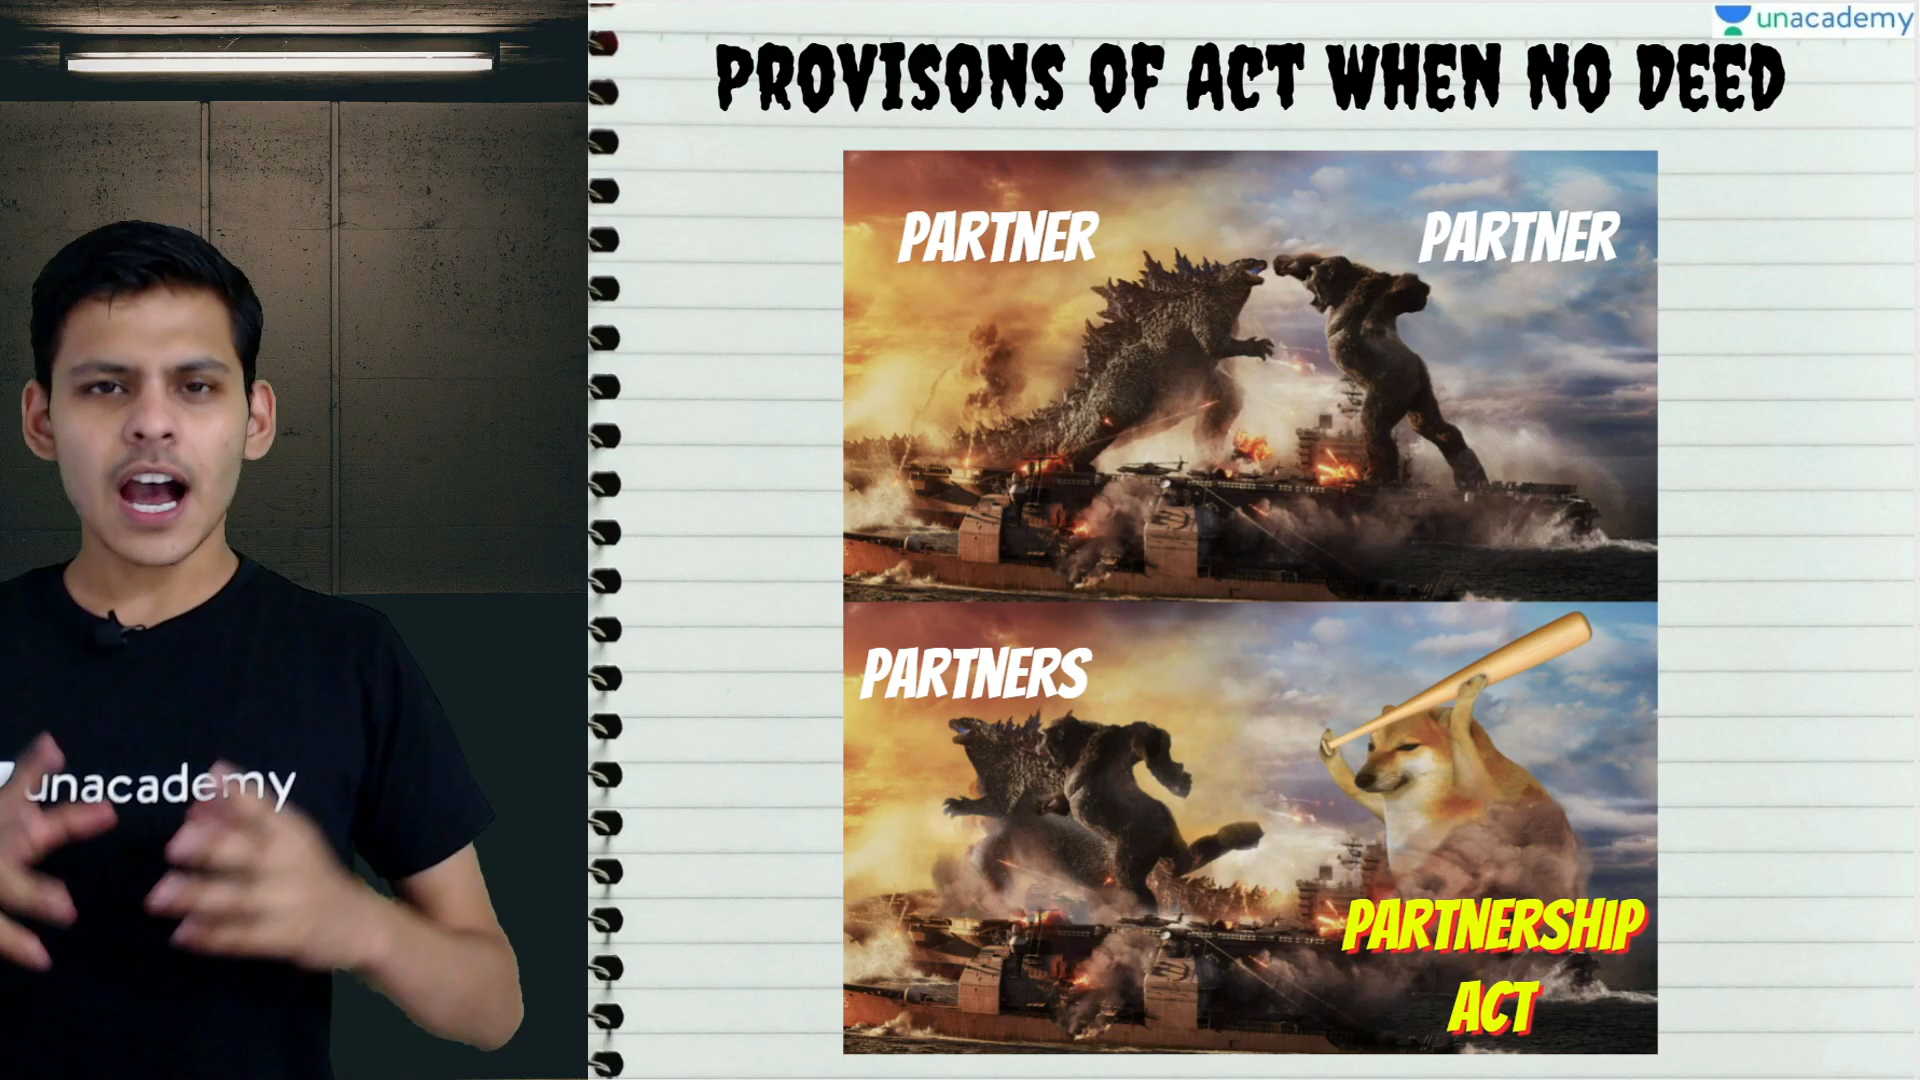 unacademy
PROVISONS OF ACT WHEN NO DEED
PARTNER
PARTNER
PARTNERS
PARTNERSHIP
ACT
unacademy